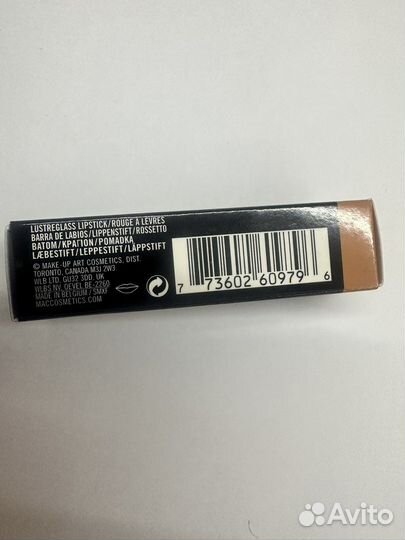 LUSTREGLASS LIPSTICK/ROUGE À LÈVRES
BARRA DE LABIOS/LIPPENSTIFT/ROSSETTO
BATOM/ΚΡΑΓΙΟΝ/POMADKA
LÆBESTIFT/LEPPESTIFT/LÄPPSTIFT
© MAKE-UP ART COSMETICS, DIST.
TORONTO, CANADA M3J 2W3
WLB LTD, GU32 3DD, UK
WLBS NV, OEVEL BE-2260
MADE IN BELGIUM / SMXF
MACCOSMETICS.COM
7 73602 60979 6
Avito